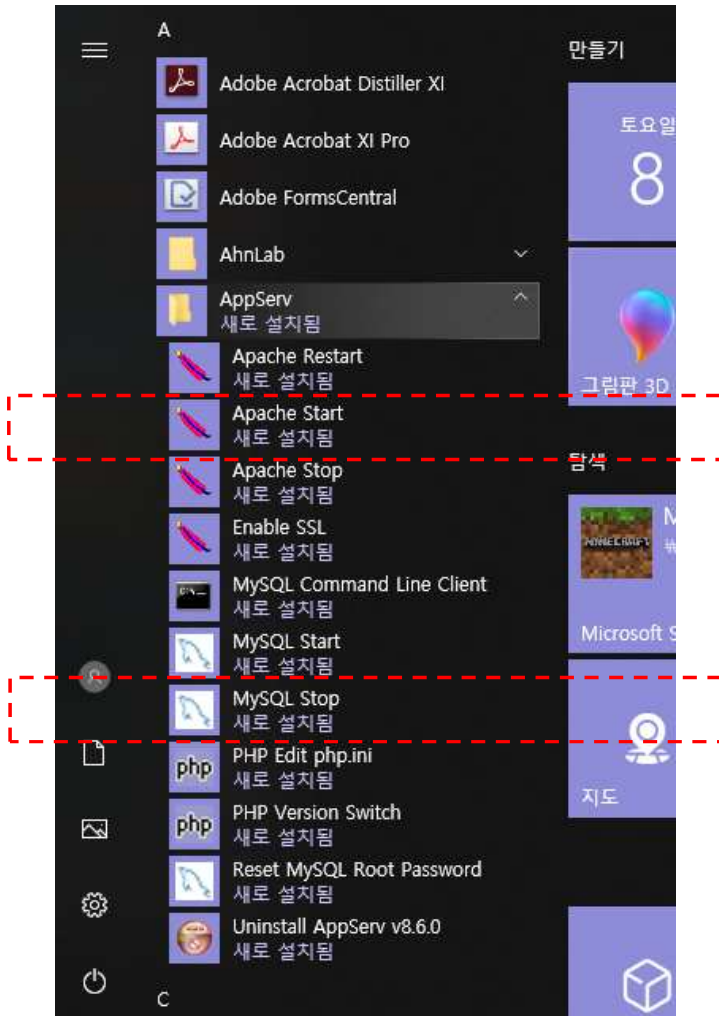 A
Adobe Acrobat Distiller XI
Adobe Acrobat XI Pro
Adobe FormsCentral
AhnLab
AppServ
새로 설치됨
Apache Restart
새로 설치됨
Apache Start
새로 설치됨
Apache Stop
새로 설치됨
Enable SSL
새로 설치됨
MySQL Command Line Client
새로 설치됨
MySQL Start
새로 설치됨
MySQL Stop
새로 설치됨
PHP Edit php.ini
새로 설치됨
PHP Version Switch
새로 설치됨
Reset MySQL Root Password
새로 설치됨
Uninstall AppServ v8.6.0
새로 설치됨
C
만들기
토요일
8
그림판 3D
탐색
MINECRAFT
M
₩
Microsoft S
지도